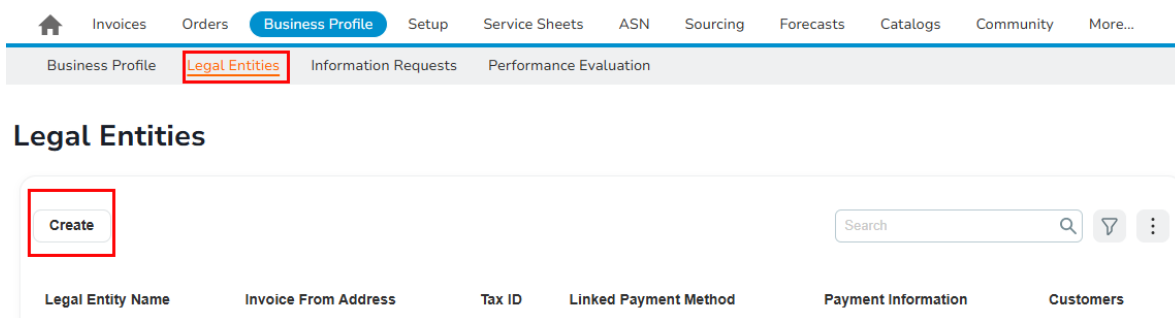 Invoices Orders Business Profile Setup Service Sheets ASN Sourcing Forecasts Catalogs Community More...
Business Profile Legal Entities Information Requests Performance Evaluation
Legal Entities
Create Search
Legal Entity Name Invoice From Address Tax ID Linked Payment Method Payment Information Customers